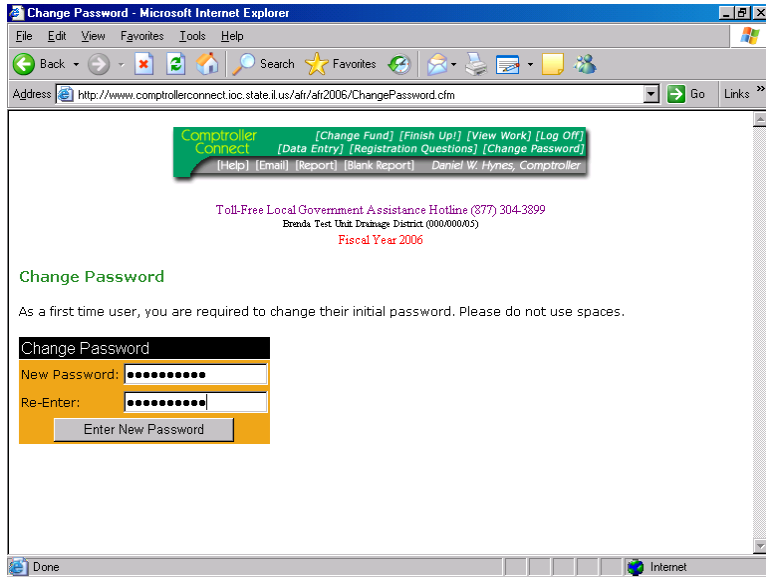 Change Password - Microsoft Internet Explorer
File Edit View Favorites Tools Help
Back Search Favorites
Address http://www.comptrollerconnect.ioc.state.il.us/afr/afr2006/ChangePassword.cfm Go Links »
Comptroller Connect
[Change Fund] [Finish Up!] [View Work] [Log Off]
[Data Entry] [Registration Questions] [Change Password]
[Help] [Email] [Report] [Blank Report] Daniel W. Hynes, Comptroller
Toll-Free Local Government Assistance Hotline (877) 304-3899
Brenda Test Unit Drainage District (000/000/05)
Fiscal Year 2006
Change Password
As a first time user, you are required to change their initial password. Please do not use spaces.
Change Password
New Password: ●●●●●●●●●●
Re-Enter: ●●●●●●●●●●
Enter New Password
Done Internet